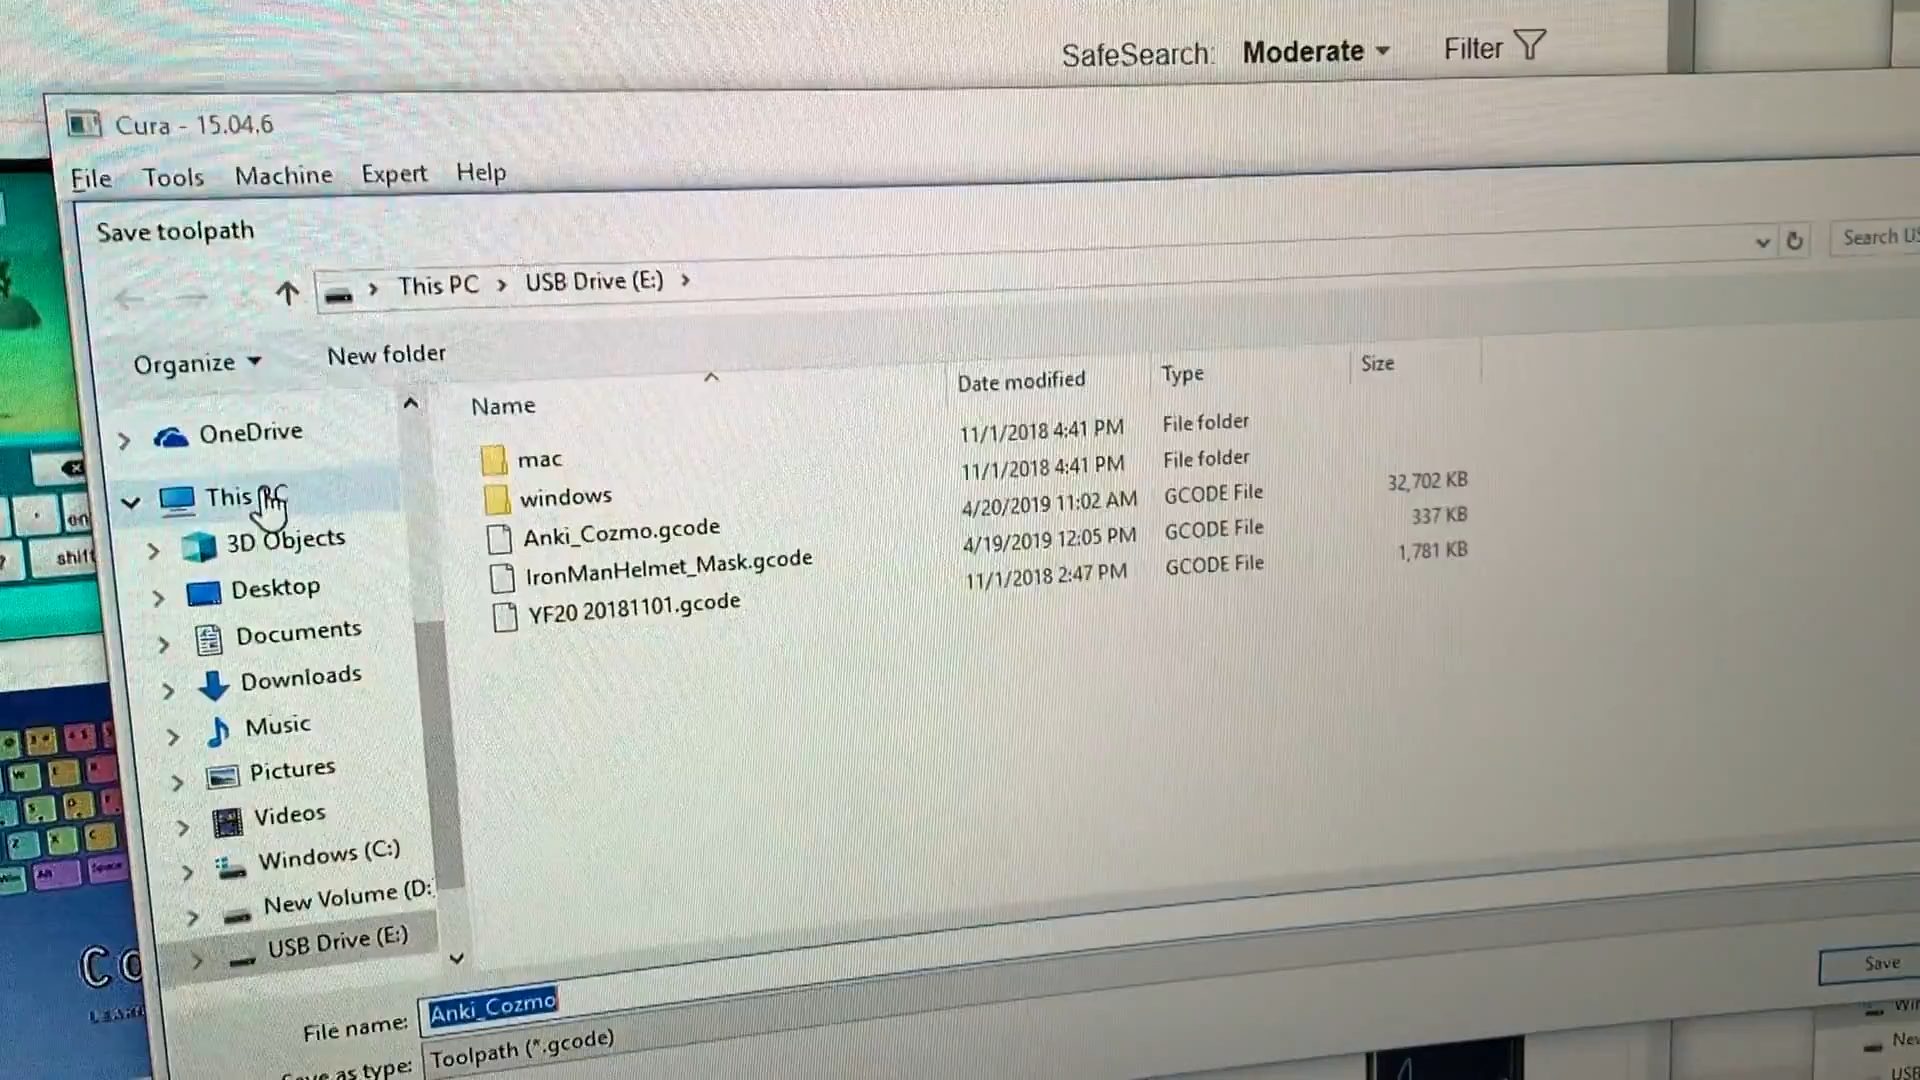 SafeSearch: Moderate Filter
Cura - 15.04.6
File Tools Machine Expert Help
Save toolpath
This PC > USB Drive (E:) >
Search
Organize New folder
Name Date modified Type Size
mac 11/1/2018 4:41 PM File folder
windows 11/1/2018 4:41 PM File folder
Anki_Cozmo.gcode 4/20/2019 11:02 AM GCODE File 32,702 KB
IronManHelmet_Mask.gcode 4/19/2019 12:05 PM GCODE File 337 KB
YF20 20181101.gcode 11/1/2018 2:47 PM GCODE File 1,781 KB
OneDrive
This PC
3D Objects
Desktop
Documents
Downloads
Music
Pictures
Videos
Windows (C:)
New Volume (D:
USB Drive (E:)
File name: Anki_Cozmo
as type: Toolpath (*.gcode)
Save
shift